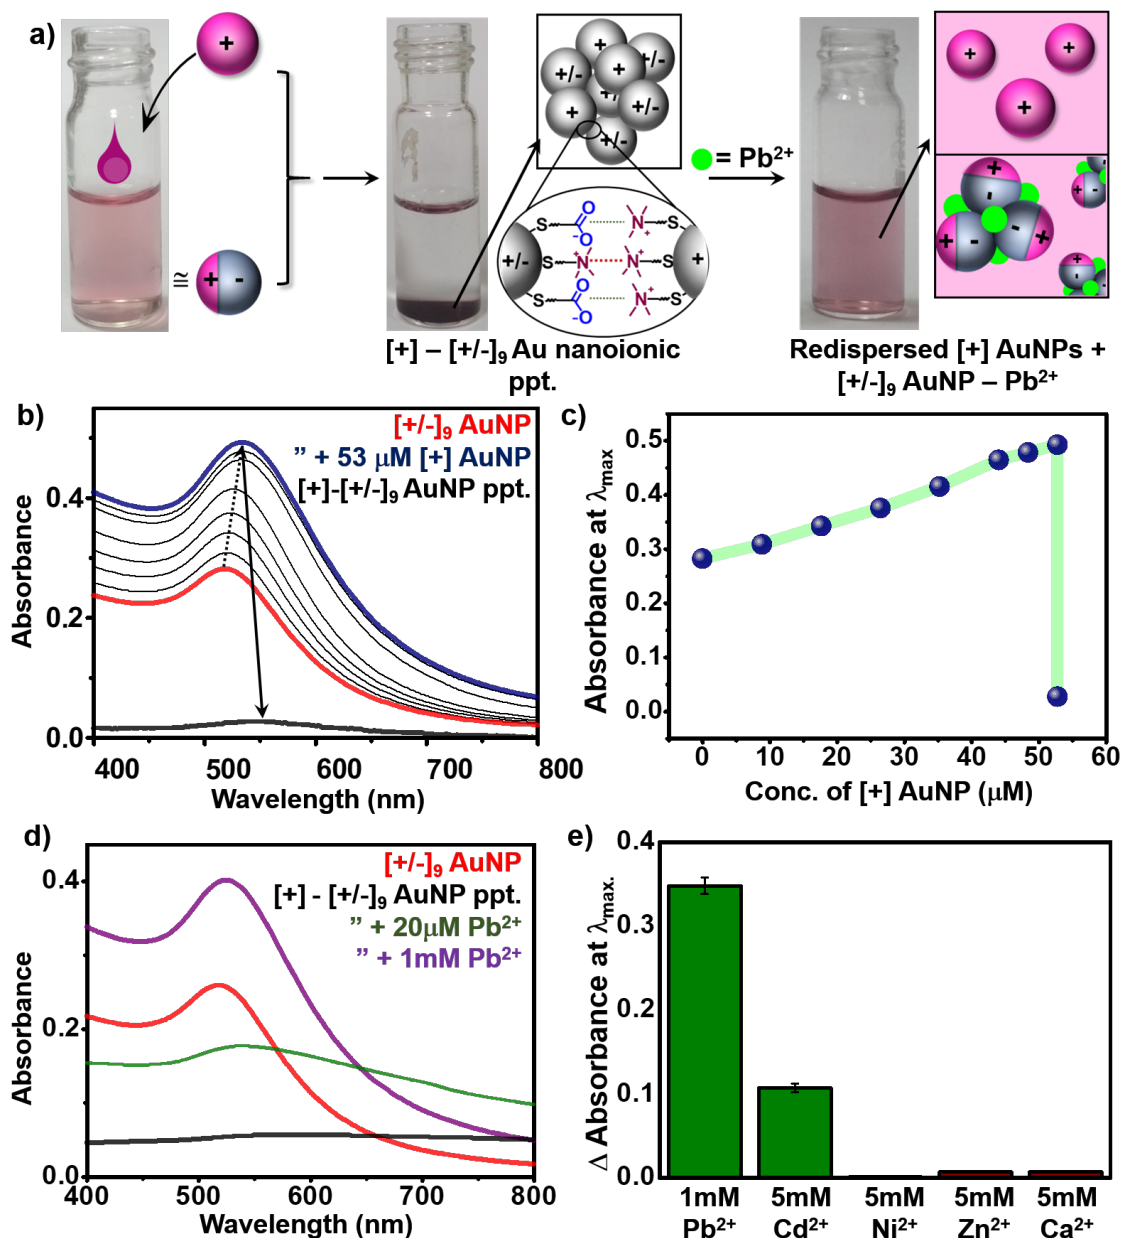 a)
+
≅ + -
+ +/- +/- + +/- + +/- +/-
= Pb²⁺
+/- S O O⁻ N⁺ S +
S N⁺ N⁺ S
S O O⁻ N⁺ S
+ + +
+ - + - - +
+ -
+ -
[+] – [+/-]₉ Au nanoionic
ppt.
Redispersed [+] AuNPs +
[+/-]₉ AuNP – Pb²⁺
b)
[+/-]₉ AuNP
” + 53 μM [+] AuNP
[+]-[+/-]₉ AuNP ppt.
Absorbance
0.4
0.2
0.0
400 500 600 700 800
Wavelength (nm)
c)
Absorbance at λmax
0.5
0.4
0.3
0.2
0.1
0.0
0 10 20 30 40 50 60
Conc. of [+] AuNP (μM)
d)
[+/-]₉ AuNP
[+] - [+/-]₉ AuNP ppt.
” + 20μM Pb²⁺
” + 1mM Pb²⁺
Absorbance
0.4
0.2
0.0
400 500 600 700 800
Wavelength (nm)
e)
Δ Absorbance at λmax.
0.4
0.3
0.2
0.1
0.0
1mM 5mM 5mM 5mM 5mM
Pb²⁺ Cd²⁺ Ni²⁺ Zn²⁺ Ca²⁺